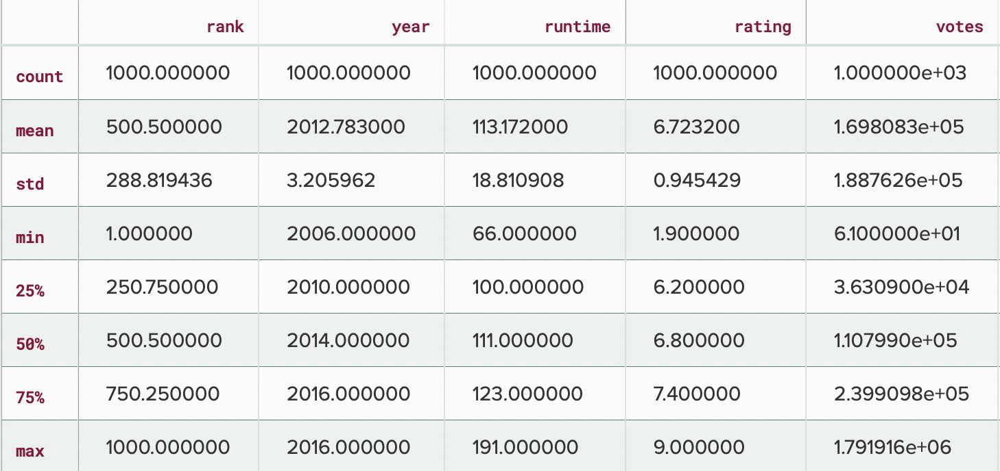 rank year runtime rating votes
count 1000.000000 1000.000000 1000.000000 1000.000000 1.000000e+03
mean 500.500000 2012.783000 113.172000 6.723200 1.698083e+05
std 288.819436 3.205962 18.810908 0.945429 1.887626e+05
min 1.000000 2006.000000 66.000000 1.900000 6.100000e+01
25% 250.750000 2010.000000 100.000000 6.200000 3.630900e+04
50% 500.500000 2014.000000 111.000000 6.800000 1.107990e+05
75% 750.250000 2016.000000 123.000000 7.400000 2.399098e+05
max 1000.000000 2016.000000 191.000000 9.000000 1.791916e+06